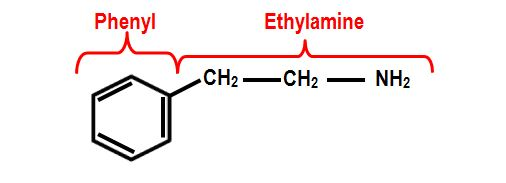 Phenyl Ethylamine
CH₂ CH₂ NH₂